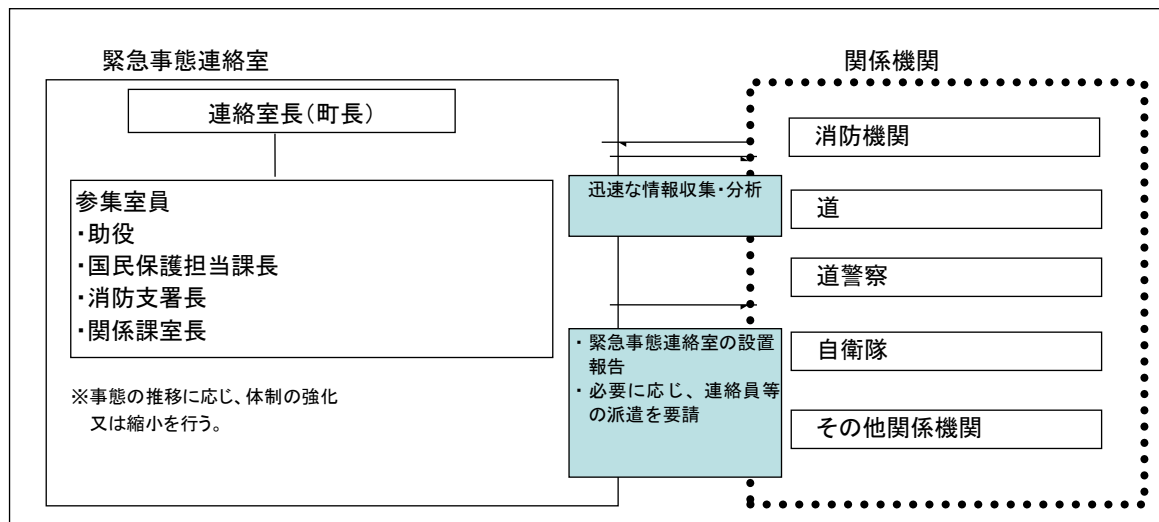 緊急事態連絡室
連絡室長(町長)
参集室員
・助役
・国民保護担当課長
・消防支署長
・関係課室長
※事態の推移に応じ、体制の強化
又は縮小を行う。
迅速な情報収集・分析
・緊急事態連絡室の設置
報告
・必要に応じ、連絡員等
の派遣を要請
関係機関
消防機関
道
道警察
自衛隊
その他関係機関